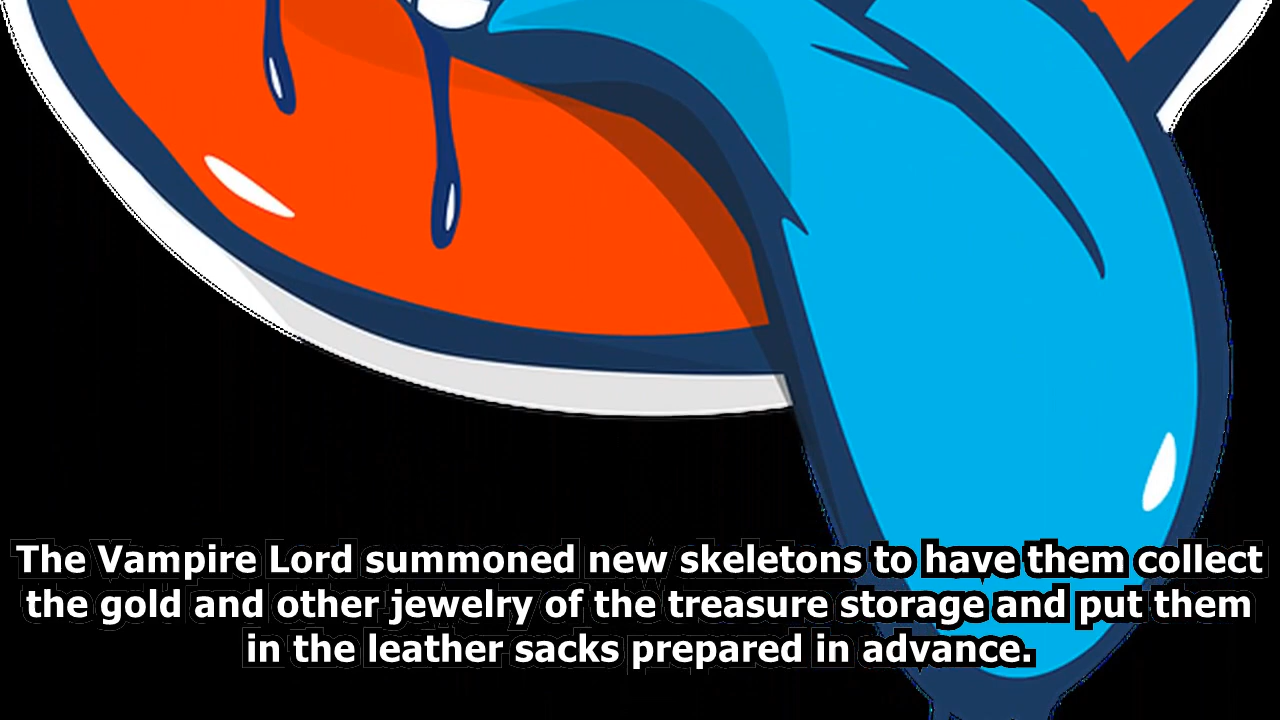 The Vampire Lord summoned new skeletons to have them collect
the gold and other jewelry of the treasure storage and put them
in the leather sacks prepared in advance.